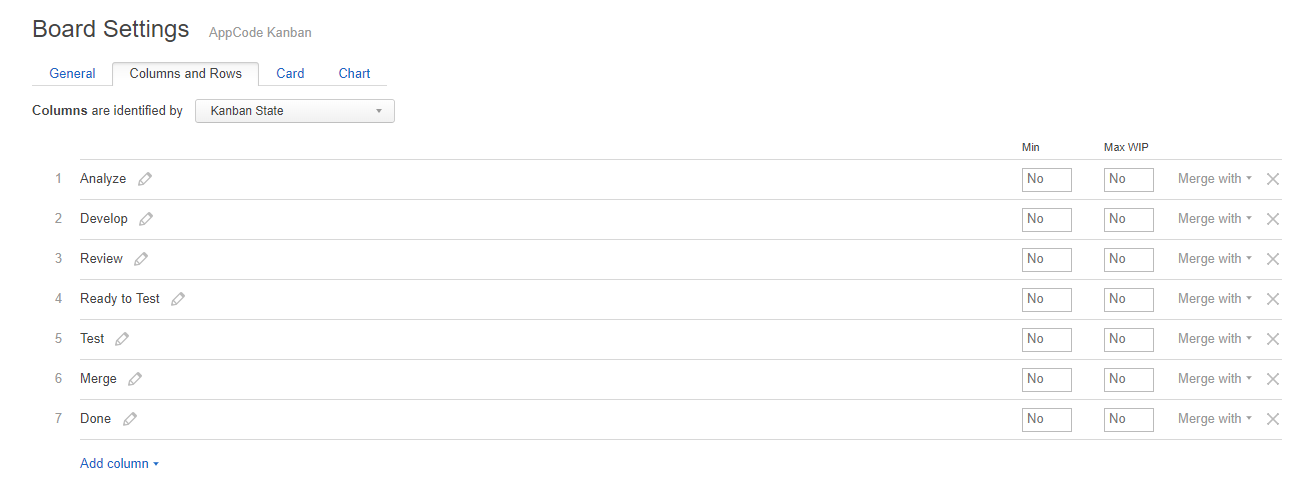 Board Settings AppCode Kanban
General Columns and Rows Card Chart
Columns are identified by Kanban State
Min Max WIP
1 Analyze No No Merge with
2 Develop No No Merge with
3 Review No No Merge with
4 Ready to Test No No Merge with
5 Test No No Merge with
6 Merge No No Merge with
7 Done No No Merge with
Add column